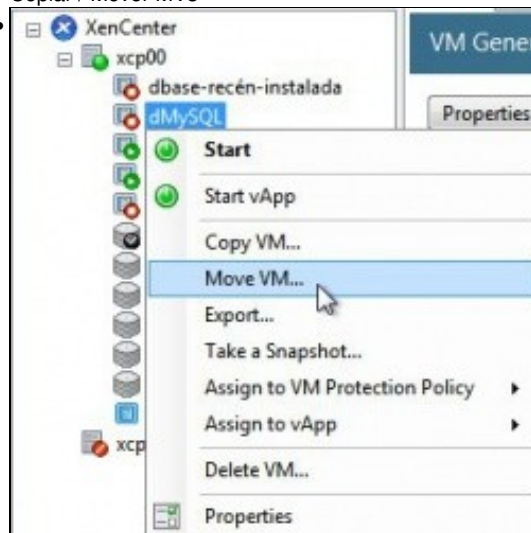 Copiar / Mover MVs
XenCenter
xcp00
dbase-recén-instalada
dMySQL
VM Gene
Properties
Start
Start vApp
Copy VM...
Move VM...
Export...
Take a Snapshot...
Assign to VM Protection Policy
Assign to vApp
Delete VM...
Properties
xcp